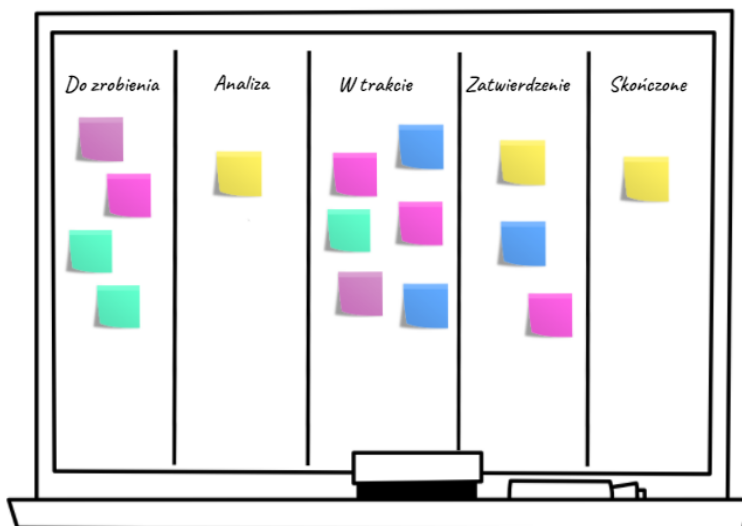 Do zrobienia
Analiza
W trakcie
Zatwierdzenie
Skończone